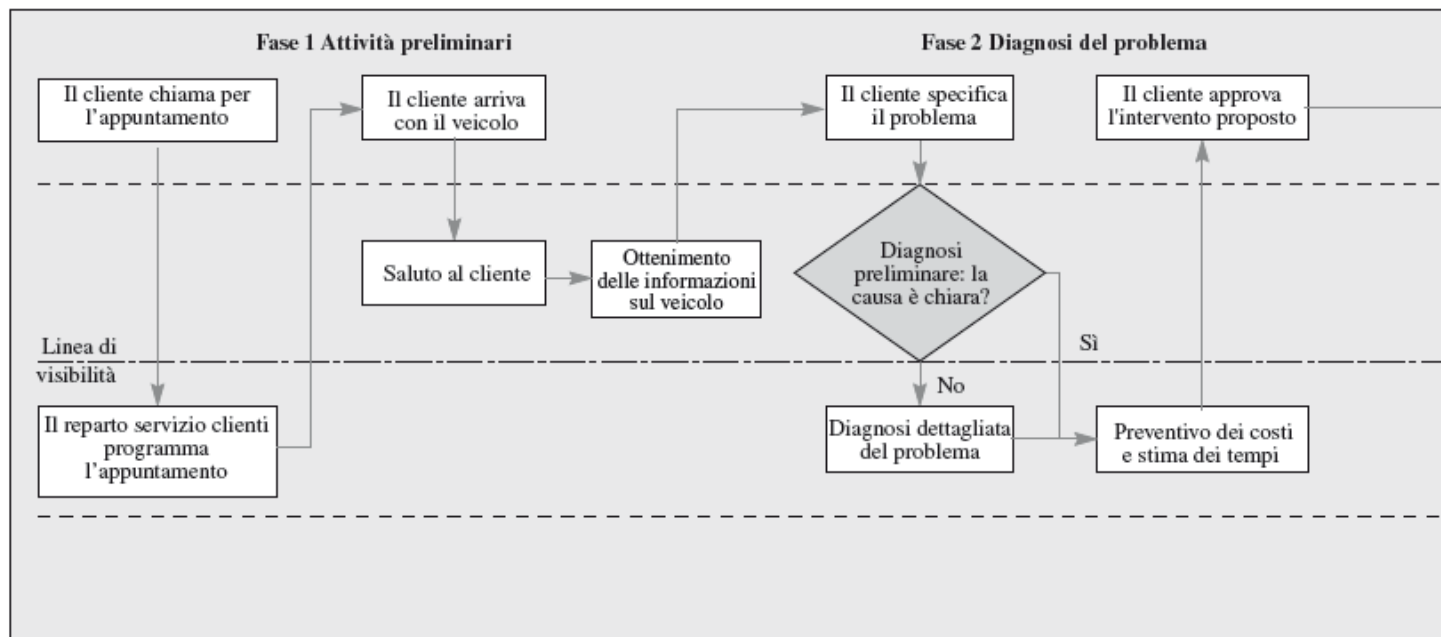 Fase 1 Attività preliminari
Fase 2 Diagnosi del problema
Il cliente chiama per
l’appuntamento
Il cliente arriva
con il veicolo
Il cliente specifica
il problema
Il cliente approva
l'intervento proposto
Saluto al cliente
Ottenimento
delle informazioni
sul veicolo
Diagnosi
preliminare: la
causa è chiara?
Linea di
visibilità
Sì
No
Il reparto servizio clienti
programma
l’appuntamento
Diagnosi dettagliata
del problema
Preventivo dei costi
e stima dei tempi